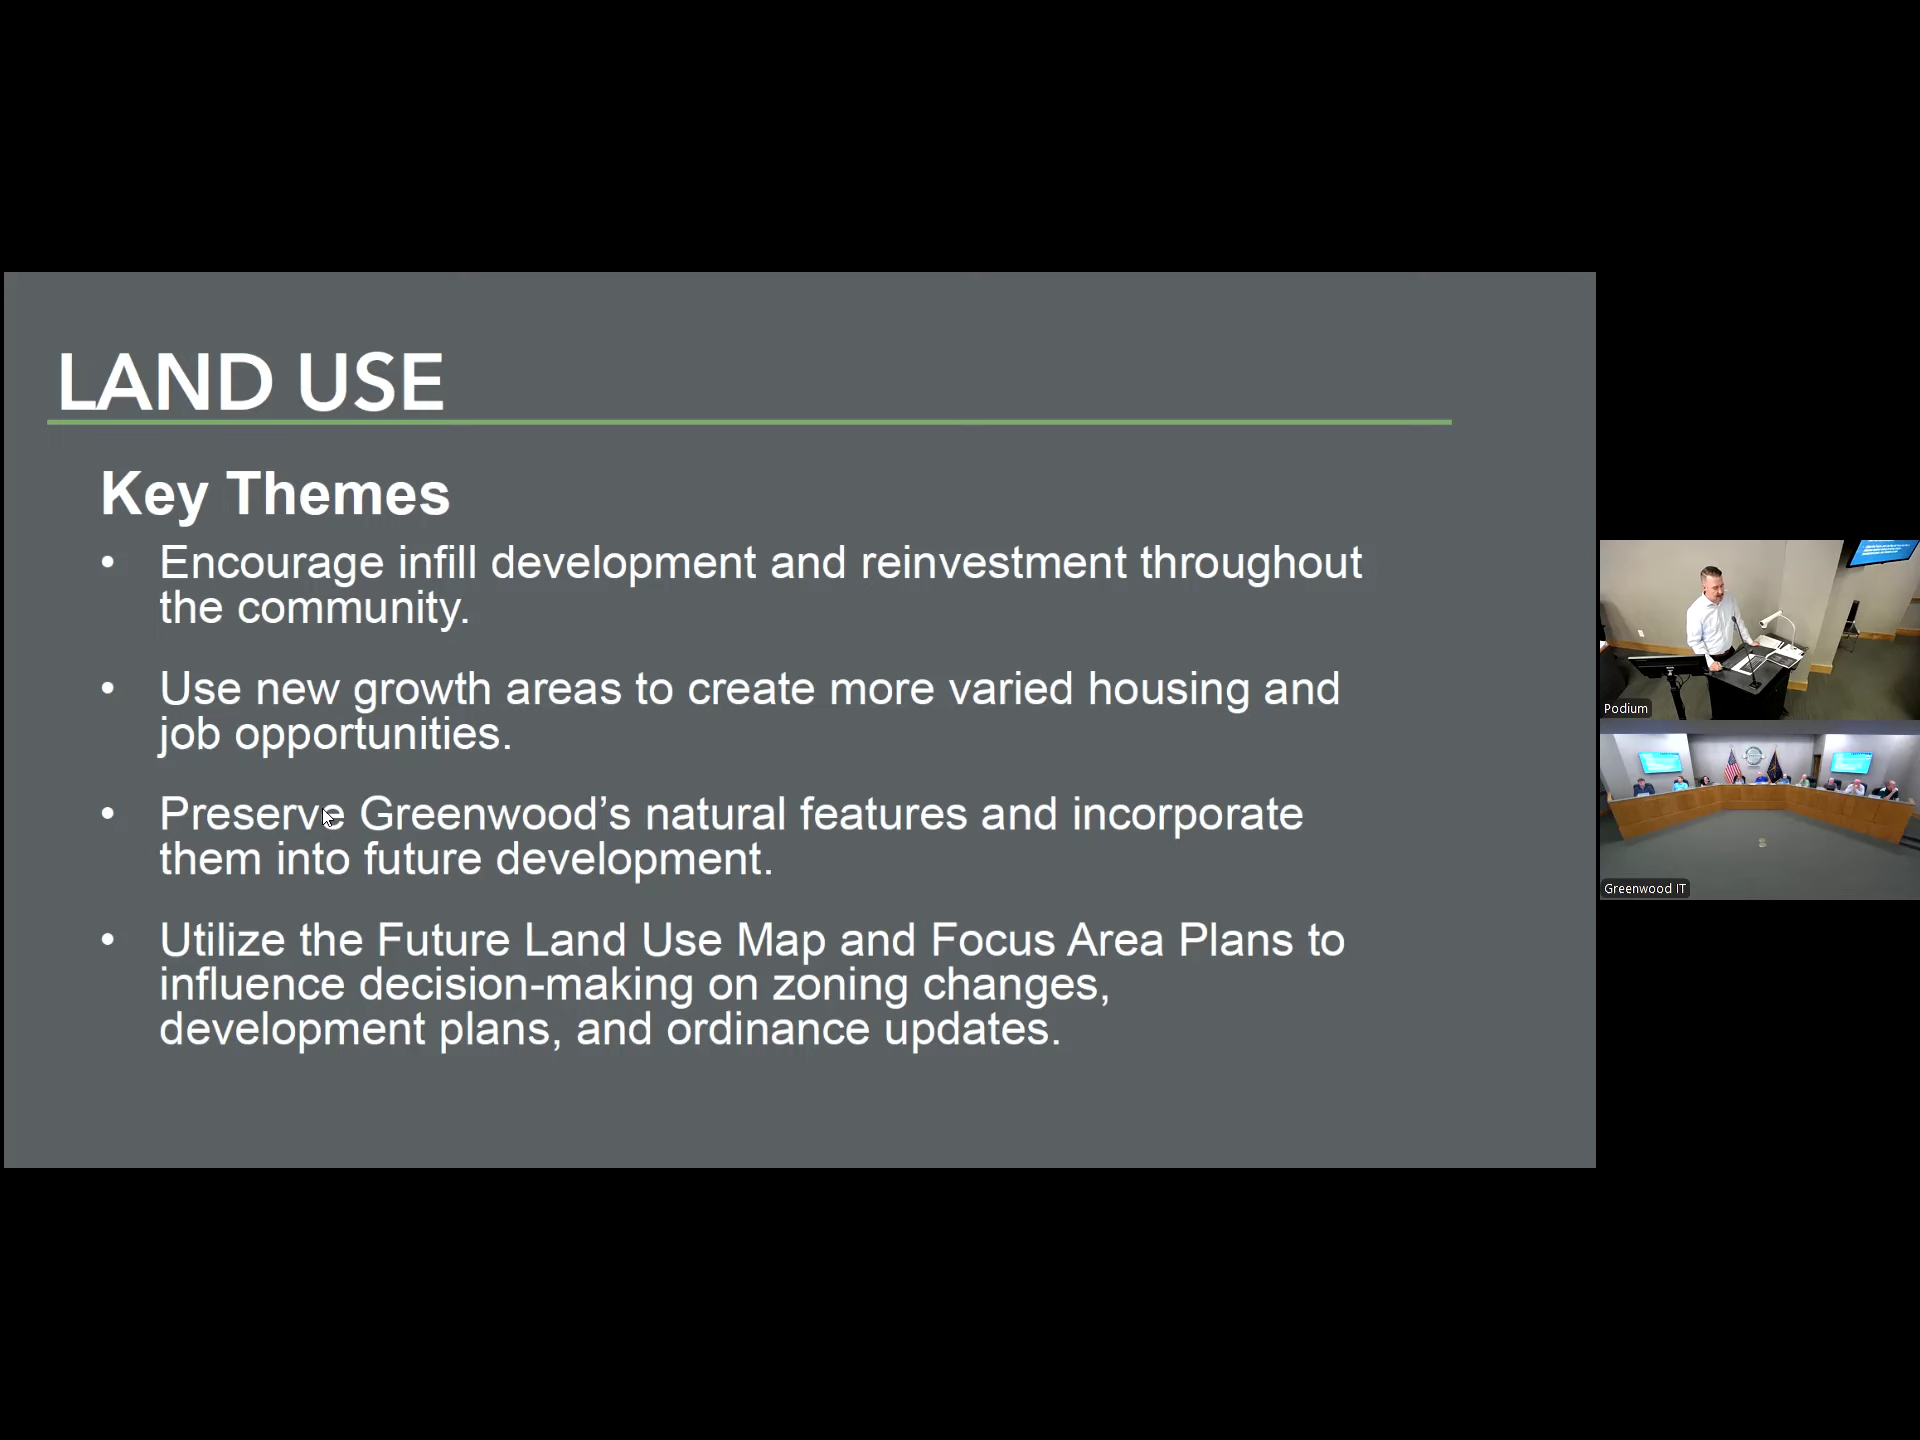 LAND USE
Key Themes
• Encourage infill development and reinvestment throughout
the community.
• Use new growth areas to create more varied housing and
job opportunities.
• Preserve Greenwood’s natural features and incorporate
them into future development.
• Utilize the Future Land Use Map and Focus Area Plans to
influence decision-making on zoning changes,
development plans, and ordinance updates.
Podium
Greenwood IT